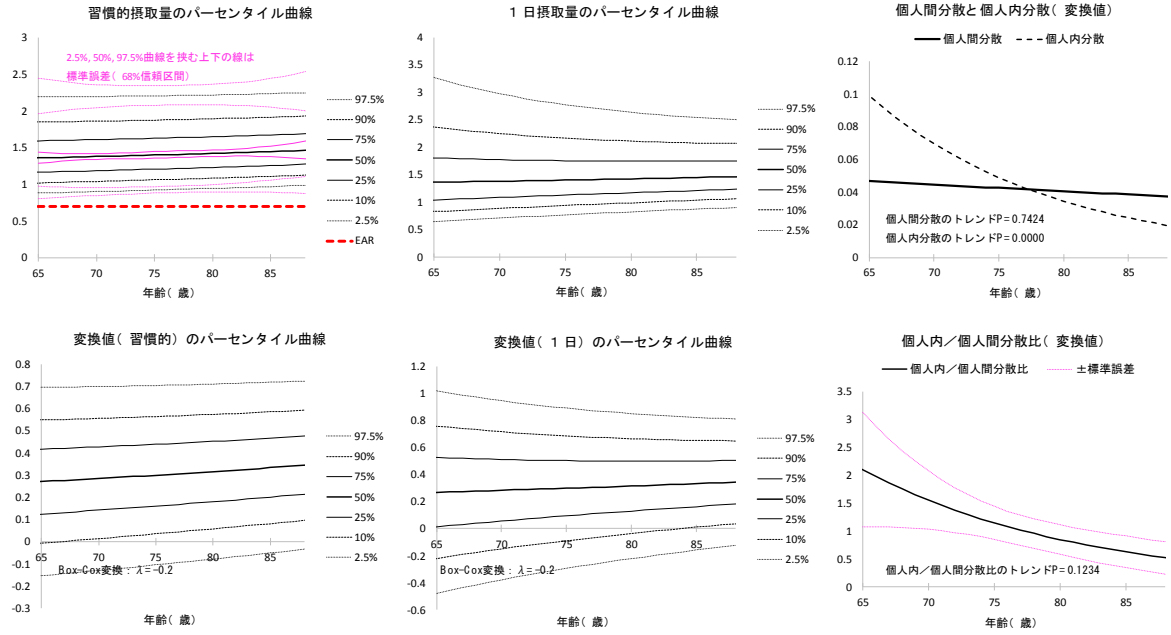 習慣的摂取量のパーセンタイル曲線
3
2.5
2
1.5
1
0.5
0
2.5%, 50%, 97.5%曲線を挟む上下の線は
標準誤差( 68%信頼区間)
65 70 75 80 85
年齢( 歳)
97.5%
90%
75%
50%
25%
10%
2.5%
EAR
1 日摂取量のパーセンタイル曲線
4
3.5
3
2.5
2
1.5
1
0.5
0
65 70 75 80 85
年齢( 歳)
97.5%
90%
75%
50%
25%
10%
2.5%
個人間分散と個人内分散( 変換値)
個人間分散 個人内分散
0.12
0.1
0.08
0.06
0.04
0.02
0
個人間分散のトレンドP= 0.7424
個人内分散のトレンドP= 0.0000
65 70 75 80 85
年齢( 歳)
変換値( 習慣的) のパーセンタイル曲線
0.8
0.7
0.6
0.5
0.4
0.3
0.2
0.1
0
-0.1
-0.2
-0.3
65 70 75 80 85
Box-Cox変換: λ=-0.2
年齢( 歳)
97.5%
90%
75%
50%
25%
10%
2.5%
変換値( 1 日) のパーセンタイル曲線
1.2
1
0.8
0.6
0.4
0.2
0
-0.2
-0.4
-0.6
65 70 75 80 85
Box-Cox変換: λ=-0.2
年齢( 歳)
97.5%
90%
75%
50%
25%
10%
2.5%
個人内/個人間分散比( 変換値)
個人内/個人間分散比 ±標準誤差
3.5
3
2.5
2
1.5
1
0.5
0
個人内/個人間分散比のトレンドP= 0.1234
65 70 75 80 85
年齢( 歳)